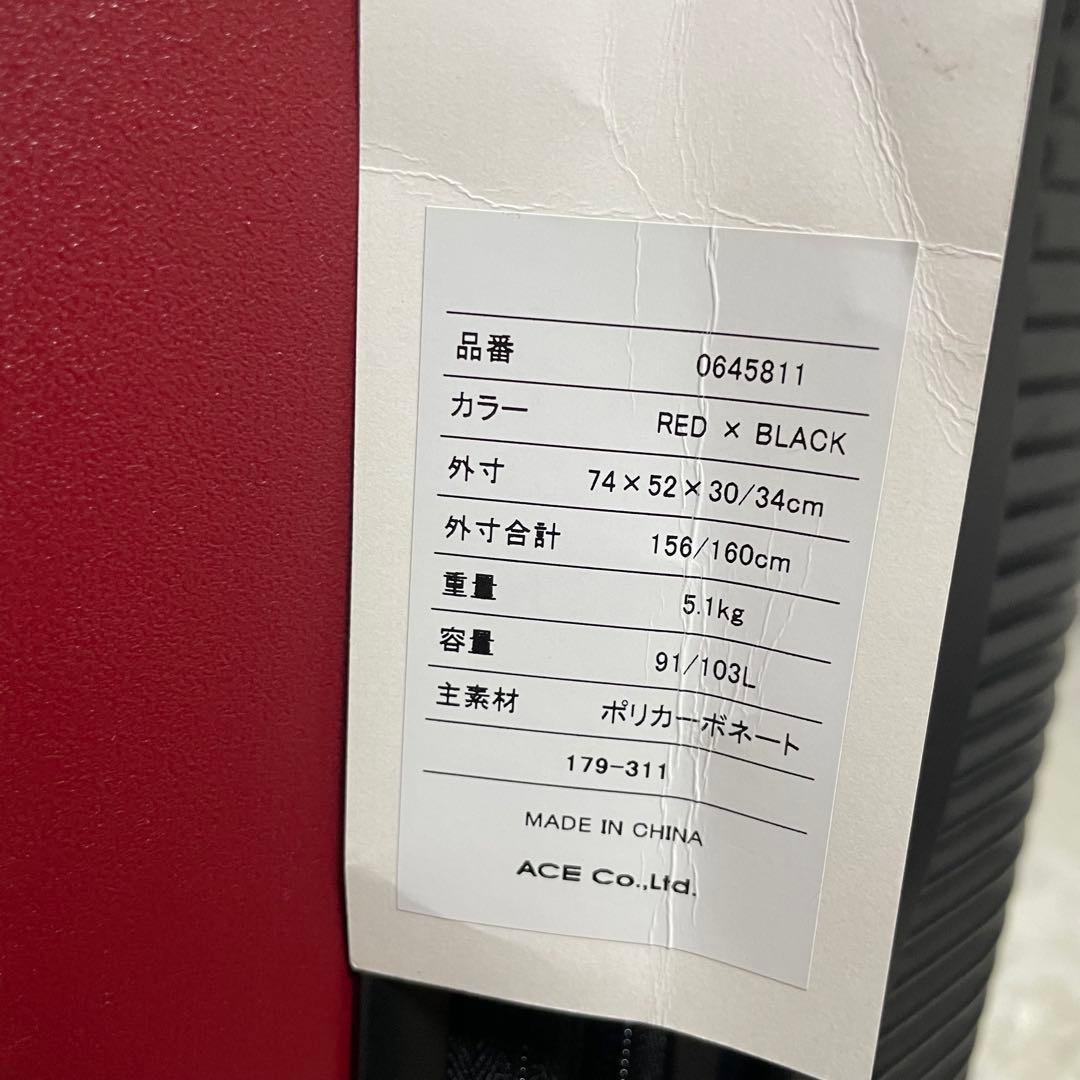 品番 0645811
カラー RED × BLACK
外寸 74×52×30/34cm
外寸合計 156/160cm
重量 5.1kg
容量 91/103L
主素材 ポリカーボネート
179-311
MADE IN CHINA
ACE Co.,Ltd.